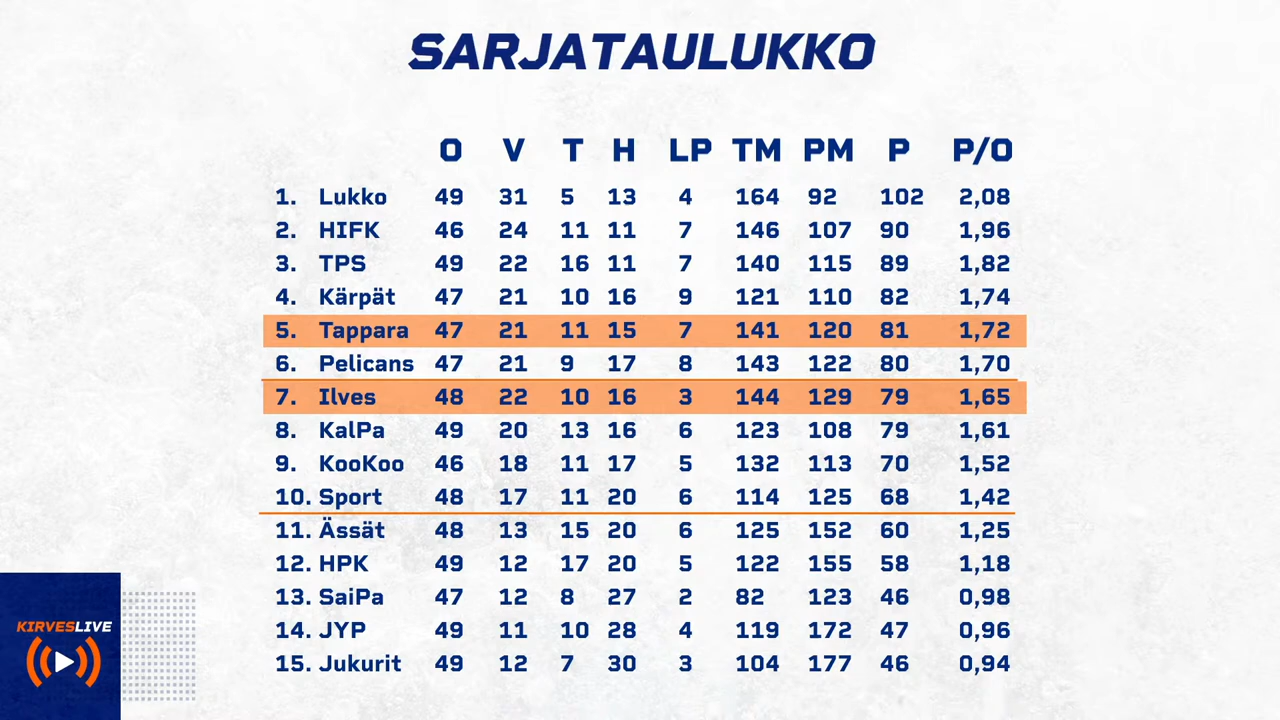 SARJATAULUKKO
O V T H LP TM PM P P/O
1. Lukko 49 31 5 13 4 164 92 102 2,08
2. HIFK 46 24 11 11 7 146 107 90 1,96
3. TPS 49 22 16 11 7 140 115 89 1,82
4. Kärpät 47 21 10 16 9 121 110 82 1,74
5. Tappara 47 21 11 15 7 141 120 81 1,72
6. Pelicans 47 21 9 17 8 143 122 80 1,70
7. Ilves 48 22 10 16 3 144 129 79 1,65
8. KalPa 49 20 13 16 6 123 108 79 1,61
9. KooKoo 46 18 11 17 5 132 113 70 1,52
10. Sport 48 17 11 20 6 114 125 68 1,42
11. Ässät 48 13 15 20 6 125 152 60 1,25
12. HPK 49 12 17 20 5 122 155 58 1,18
13. SaiPa 47 12 8 27 2 82 123 46 0,98
14. JYP 49 11 10 28 4 119 172 47 0,96
15. Jukurit 49 12 7 30 3 104 177 46 0,94
KIRVESLIVE